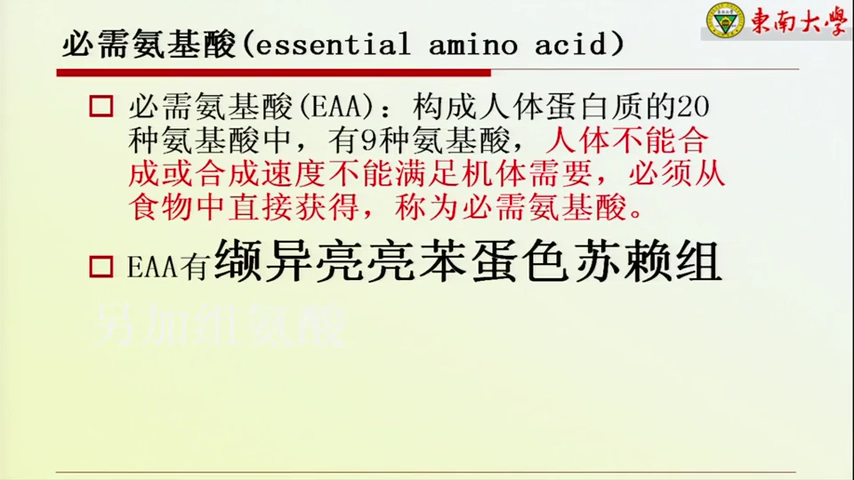 東南大學
必需氨基酸(essential amino acid)
必需氨基酸(EAA): 构成人体蛋白质的20
种氨基酸中，有9种氨基酸，人体不能合
成或合成速度不能满足机体需要，必须从
食物中直接获得，称为必需氨基酸。
EAA有缬异亮亮苯蛋色苏赖组
另加组氨酸